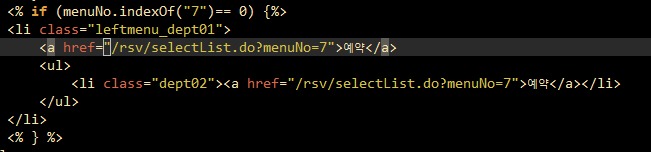 <% if (menuNo.indexOf("7")== 0) {%>
<li class="leftmenu_dept01">
<a href="/rsv/selectList.do?menuNo=7">예약</a>
<ul>
<li class="dept02"><a href="/rsv/selectList.do?menuNo=7">예약</a></li>
</ul>
</li>
<% } %>